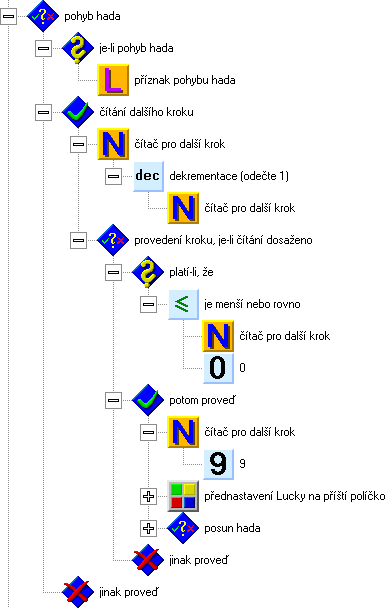 pohyb hada
je-li pohyb hada
L příznak pohybu hada
čítání dalšího kroku
N čítač pro další krok
dec dekrementace (odečte 1)
N čítač pro další krok
provedení kroku, je-li čítání dosaženo
platí-li, že
≤ je menší nebo rovno
N čítač pro další krok
0 0
potom proveď
N čítač pro další krok
9 9
přednastavení Lucky na příští políčko
posun hada
jinak proveď
jinak proveď